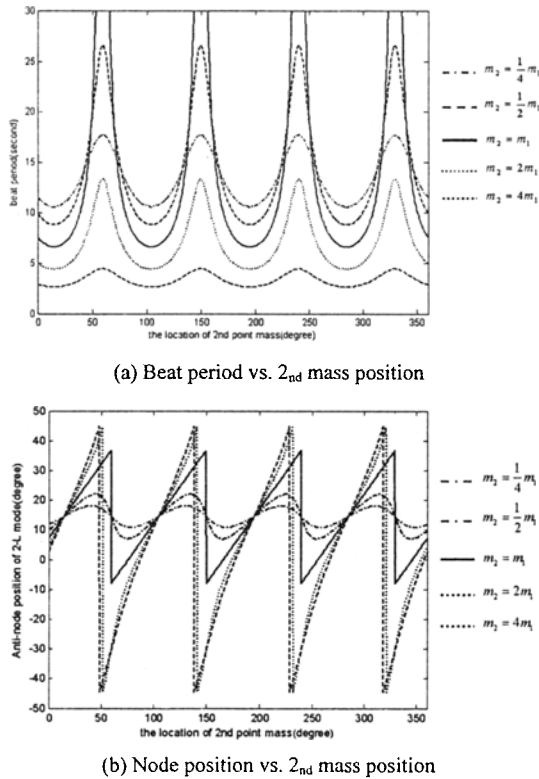 30
25
20
15
10
5
0
beat period(second)
0 50 100 150 200 250 300 350
the location of 2nd point mass(degree)
m₂ = 1/4 m₁
m₂ = 1/2 m₁
m₂ = m₁
m₂ = 2m₁
m₂ = 4m₁
(a) Beat period vs. 2nd mass position
50
40
30
20
10
0
-10
-20
-30
-40
-50
Anti-node position of 2-L mode(degree)
0 50 100 150 200 250 300 350
the location of 2nd point mass(degree)
m₂ = 1/4 m₁
m₂ = 1/2 m₁
m₂ = m₁
m₂ = 2m₁
m₂ = 4m₁
(b) Node position vs. 2nd mass position